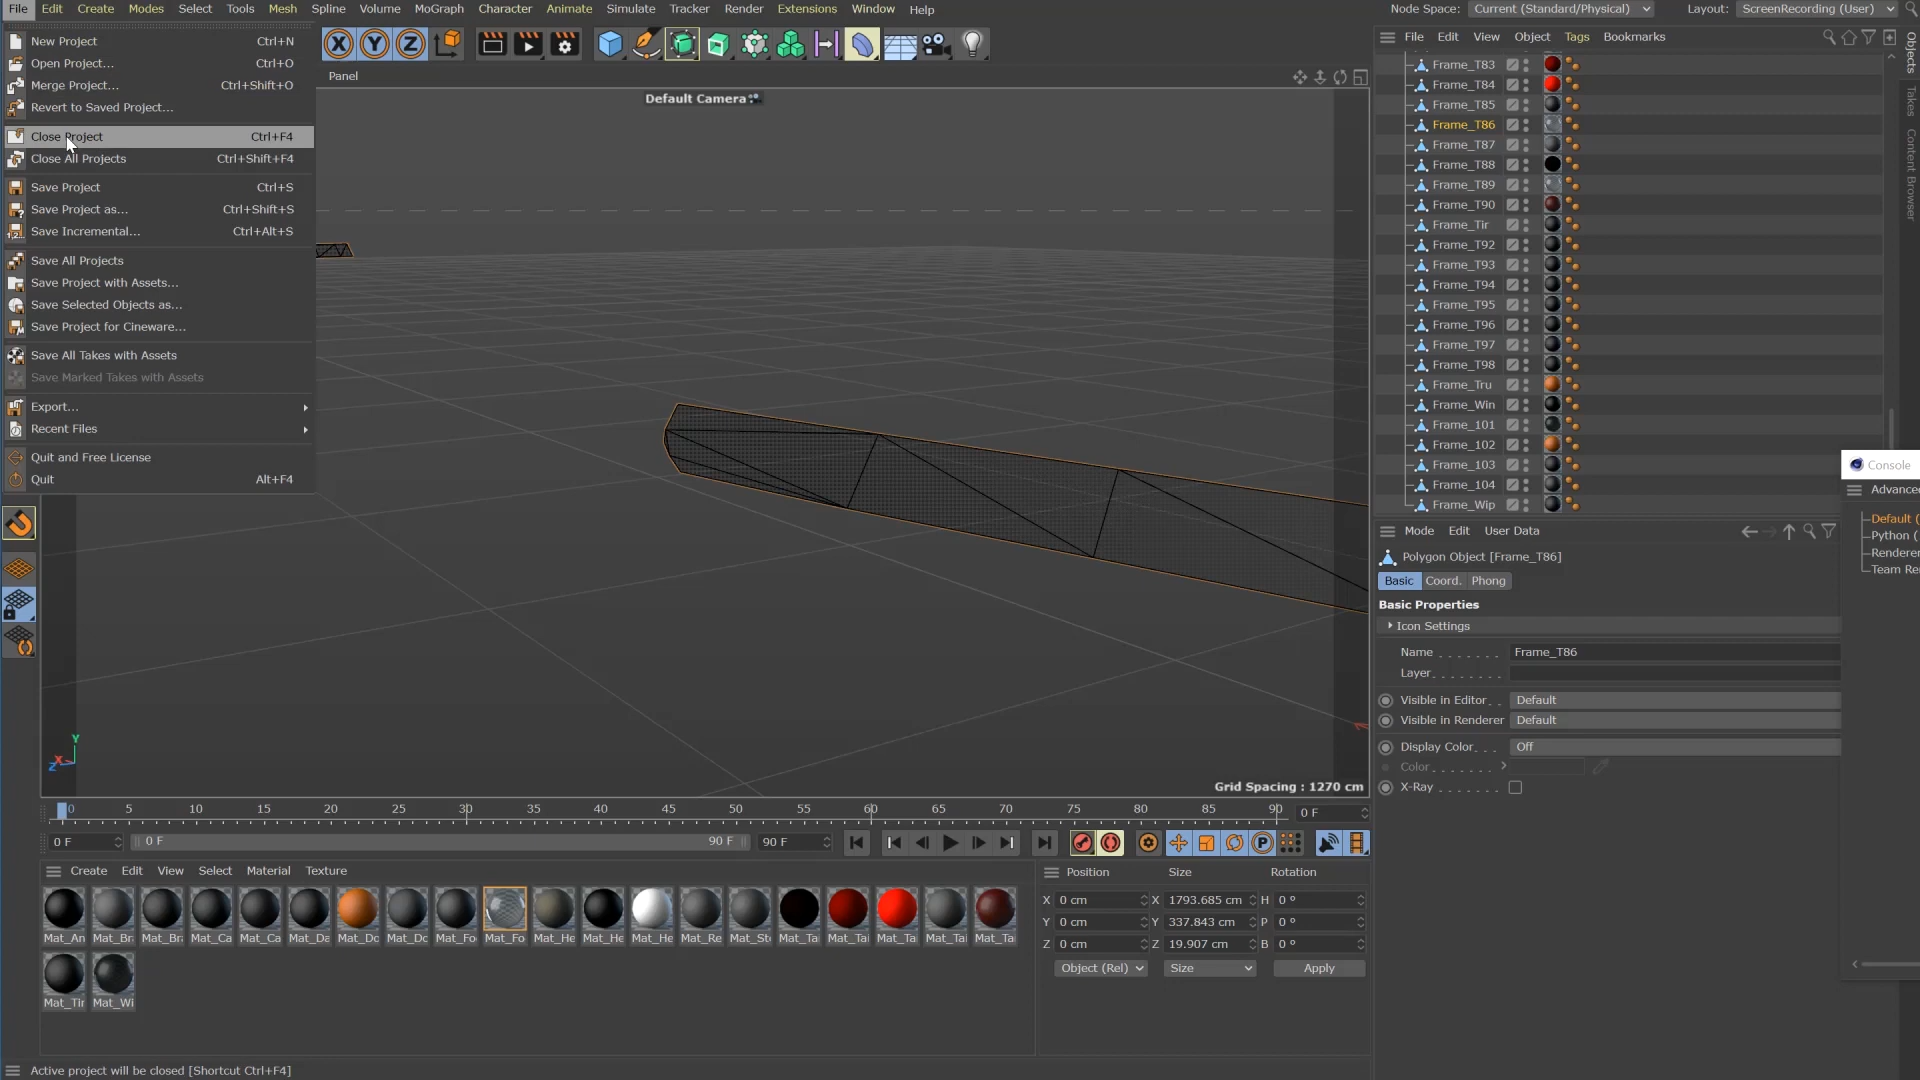 File Edit Create Modes Select Tools Mesh Spline Volume MoGraph Character Animate Simulate Tracker Render Extensions Window Help
Node Space: Current (Standard/Physical) Layout: ScreenRecording (User)
New Project Ctrl+N
Open Project... Ctrl+O
Merge Project... Ctrl+Shift+O
Revert to Saved Project...
Close Project Ctrl+F4
Close All Projects Ctrl+Shift+F4
Save Project Ctrl+S
Save Project as... Ctrl+Shift+S
Save Incremental... Ctrl+Alt+S
Save All Projects
Save Project with Assets...
Save Selected Objects as...
Save Project for Cineware...
Save All Takes with Assets
Save Marked Takes with Assets
Export...
Recent Files
Quit and Free License
Quit Alt+F4
X Y Z
Panel
Default Camera
Grid Spacing : 1270 cm
Y
X
Z
File Edit View Object Tags Bookmarks
Frame_T83
Frame_T84
Frame_T85
Frame_T86
Frame_T87
Frame_T88
Frame_T89
Frame_T90
Frame_Tir
Frame_T92
Frame_T93
Frame_T94
Frame_T95
Frame_T96
Frame_T97
Frame_T98
Frame_Tru
Frame_Win
Frame_101
Frame_102
Frame_103
Frame_104
Frame_Wip
Objects
Takes
Content Browser
Console
Advanced
Default (
Python (
Renderer
Team Re
Mode Edit User Data
Polygon Object [Frame_T86]
Basic Coord. Phong
Basic Properties
Icon Settings
Name Frame_T86
Layer
Visible in Editor Default
Visible in Renderer Default
Display Color Off
Color
X-Ray
0 5 10 15 20 25 30 35 40 45 50 55 60 65 70 75 80 85 90 0 F
0 F 0 F 90 F 90 F
P
Create Edit View Select Material Texture
Mat_An Mat_Br Mat_Br Mat_Ca Mat_Ca Mat_Da Mat_Dc Mat_Dc Mat_Fo Mat_Fo Mat_He Mat_He Mat_He Mat_Re Mat_Ste Mat_Ta Mat_Tai Mat_Ta Mat_Tai Mat_Ta
Mat_Tir Mat_Wi
Position Size Rotation
X 0 cm X 1793.685 cm H 0 °
Y 0 cm Y 337.843 cm P 0 °
Z 0 cm Z 19.907 cm B 0 °
Object (Rel) Size Apply
Active project will be closed [Shortcut Ctrl+F4]